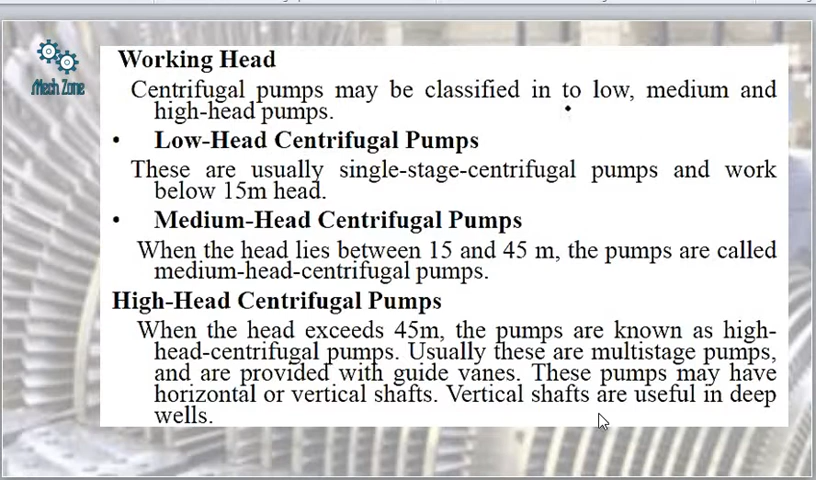 Mech Zone
Working Head
Centrifugal pumps may be classified in to low, medium and
high-head pumps.
• Low-Head Centrifugal Pumps
These are usually single-stage-centrifugal pumps and work
below 15m head.
• Medium-Head Centrifugal Pumps
When the head lies between 15 and 45 m, the pumps are called
medium-head-centrifugal pumps.
High-Head Centrifugal Pumps
When the head exceeds 45m, the pumps are known as high-
head-centrifugal pumps. Usually these are multistage pumps,
and are provided with guide vanes. These pumps may have
horizontal or vertical shafts. Vertical shafts are useful in deep
wells.